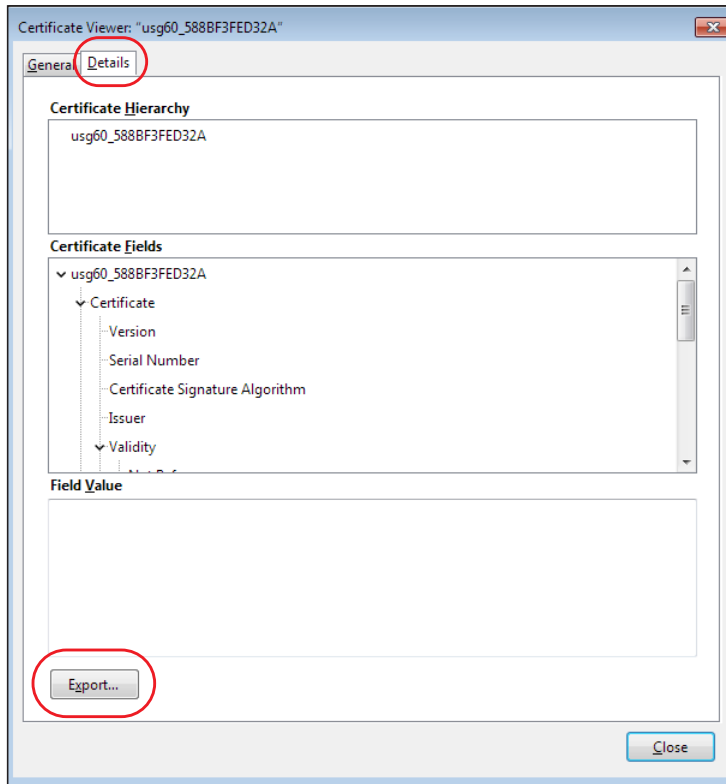 Certificate Viewer: "usg60_588BF3FED32A"
General Details
Certificate Hierarchy
usg60_588BF3FED32A
Certificate Fields
usg60_588BF3FED32A
Certificate
Version
Serial Number
Certificate Signature Algorithm
Issuer
Validity
Field Value
Export...
Close